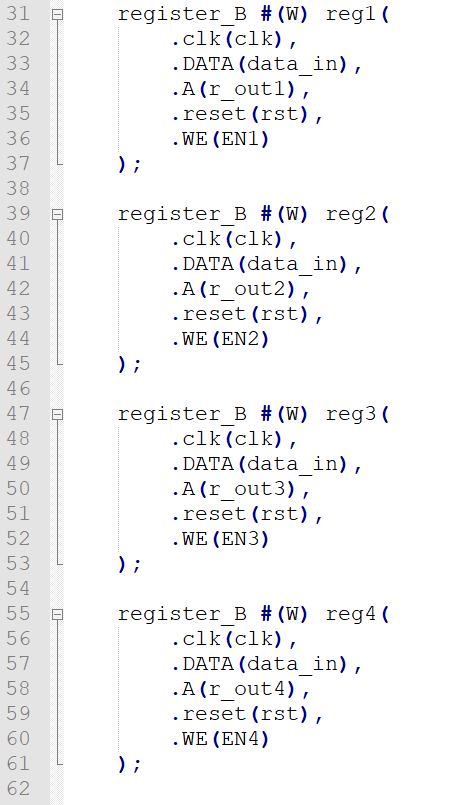 31 register_B #(W) reg1(
32 .clk(clk),
33 .DATA(data_in),
34 .A(r_out1),
35 .reset(rst),
36 .WE(EN1)
37 );
38
39 register_B #(W) reg2(
40 .clk(clk),
41 .DATA(data_in),
42 .A(r_out2),
43 .reset(rst),
44 .WE(EN2)
45 );
46
47 register_B #(W) reg3(
48 .clk(clk),
49 .DATA(data_in),
50 .A(r_out3),
51 .reset(rst),
52 .WE(EN3)
53 );
54
55 register_B #(W) reg4(
56 .clk(clk),
57 .DATA(data_in),
58 .A(r_out4),
59 .reset(rst),
60 .WE(EN4)
61 );
62